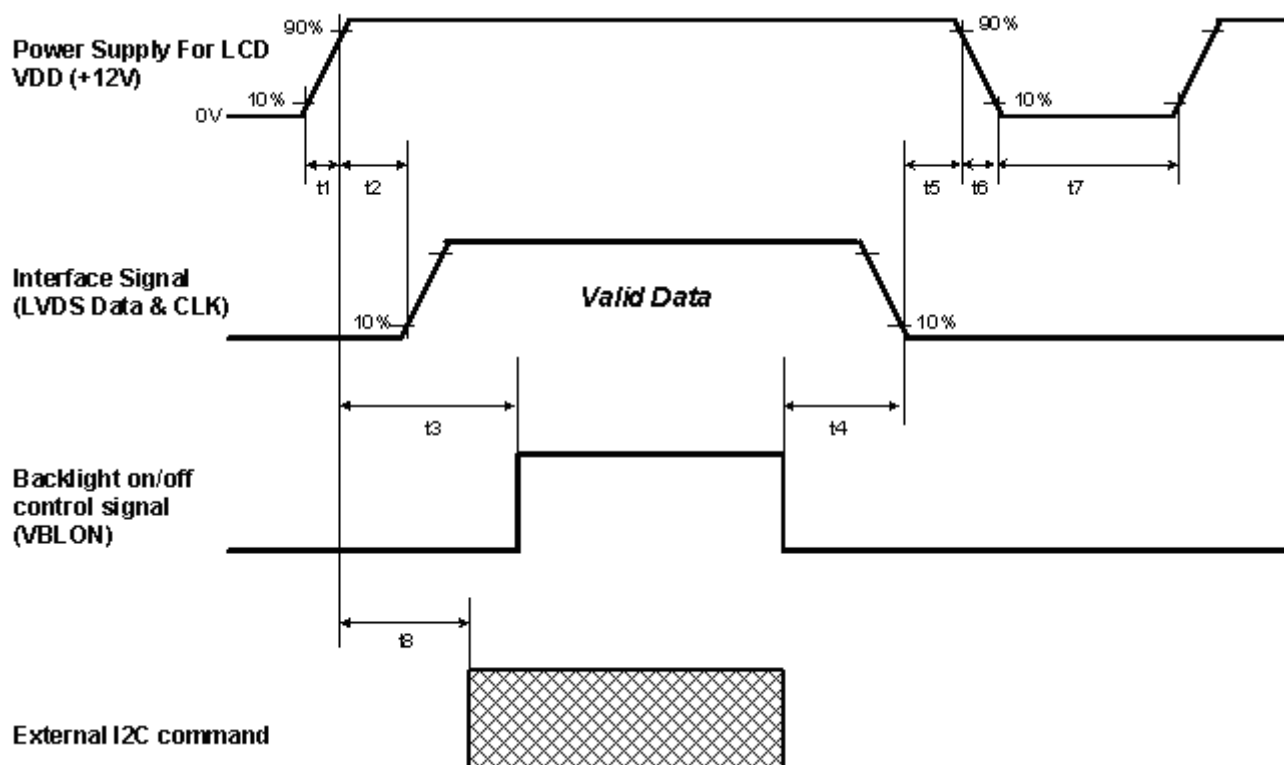 90%
90%
Power Supply For LCD
VDD (+12V)
10%
10%
0V
t1
t2
t5
t6
t7
Interface Signal
(LVDS Data & CLK)
Valid Data
10%
10%
t3
t4
Backlight on/off
control signal
(VBLON)
t8
External I2C command